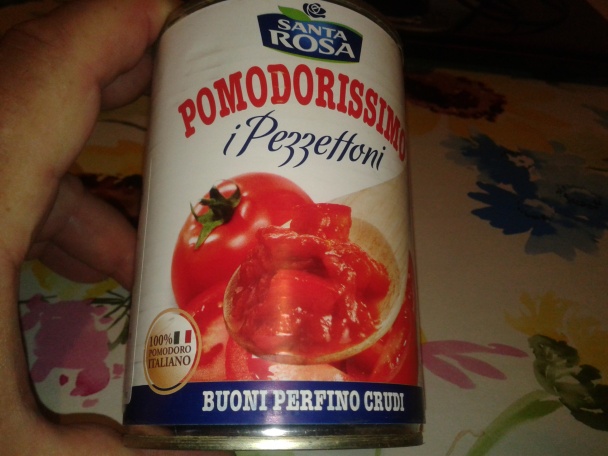 SANTA
ROSA
POMODORISSIMO
i Pezzettoni
100%
POMODORO
ITALIANO
BUONI PERFINO CRUDI